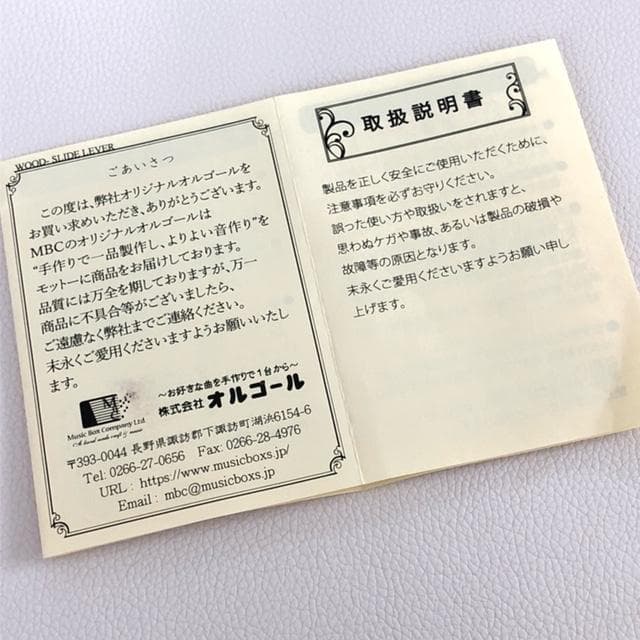 WOOD- SLIDE LEVER
ごあいさつ
この度は、弊社オリジナルオルゴールを
お買い求めいただき、ありがとうございます。
MBCのオリジナルオルゴールは
"手作りで一品製作し、よりよい音作り"を
モットーに商品をお届けしております。
品質には万全を期しておりますが、万一
商品に不具合等がございましたら、
ご遠慮なく弊社までご連絡ください。
末永くご愛用くださいますようお願いいたし
ます。
M
Music Box Company Ltd.
～お好きな曲を手作りで1台から～
株式会社 オルゴール
〒393-0044 長野県諏訪郡下諏訪町湖浜6154-6
Tel: 0266-27-0656 Fax: 0266-28-4976
URL : https://www.musicboxs.jp/
Email : mbc@musicboxs.jp
取扱説明書
製品を正しく安全にご使用いただくために、
注意事項を必ずお守りください。
誤った使い方や取扱いをされますと、
思わぬケガや事故、あるいは製品の破損や
故障等の原因となります。
末永くご愛用くださいますようお願い申し
上げます。